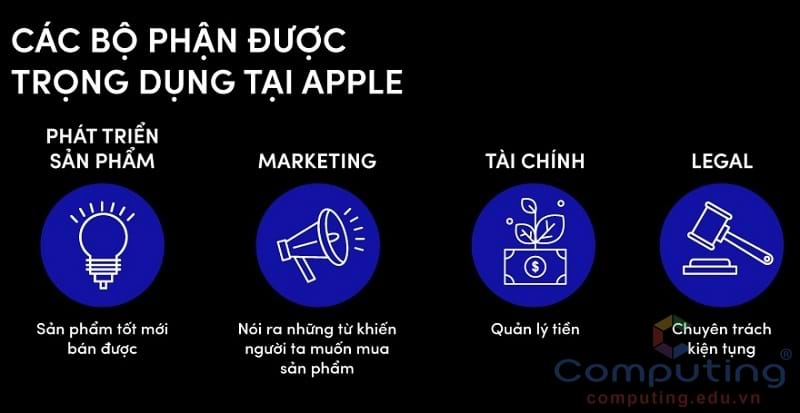 CÁC BỘ PHẬN ĐƯỢC
TRỌNG DỤNG TẠI APPLE
PHÁT TRIỂN
SẢN PHẨM
Sản phẩm tốt mới
bán được
MARKETING
Nói ra những từ khiến
người ta muốn mua
sản phẩm
TÀI CHÍNH
$
Quản lý tiền
LEGAL
Chuyên trách
kiện tụng
Computing®
computing.edu.vn